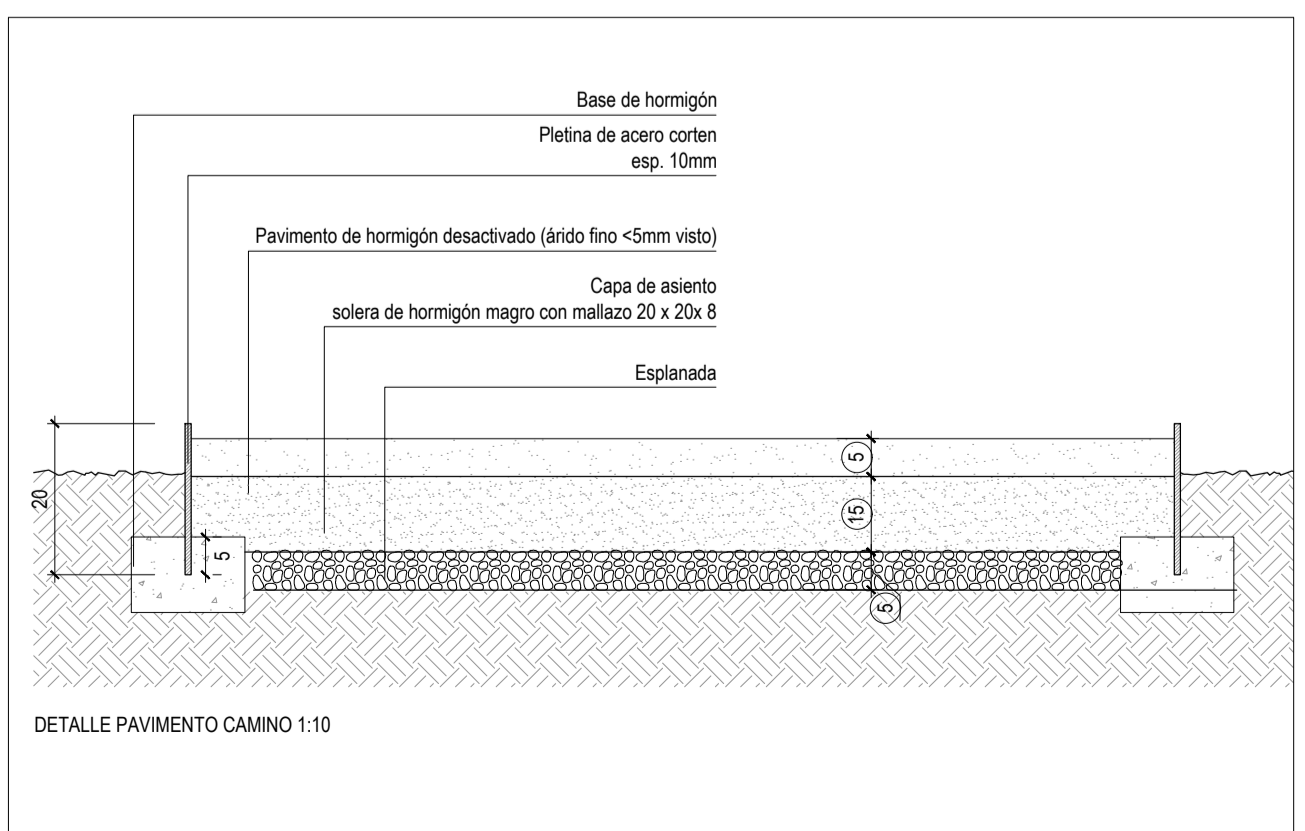 Base de hormigón
Pletina de acero corten
esp. 10mm
Pavimento de hormigón desactivado (árido fino <5mm visto)
Capa de asiento
solera de hormigón magro con mallazo 20 x 20x 8
Esplanada
20
5
5
15
5
DETALLE PAVIMENTO CAMINO 1:10